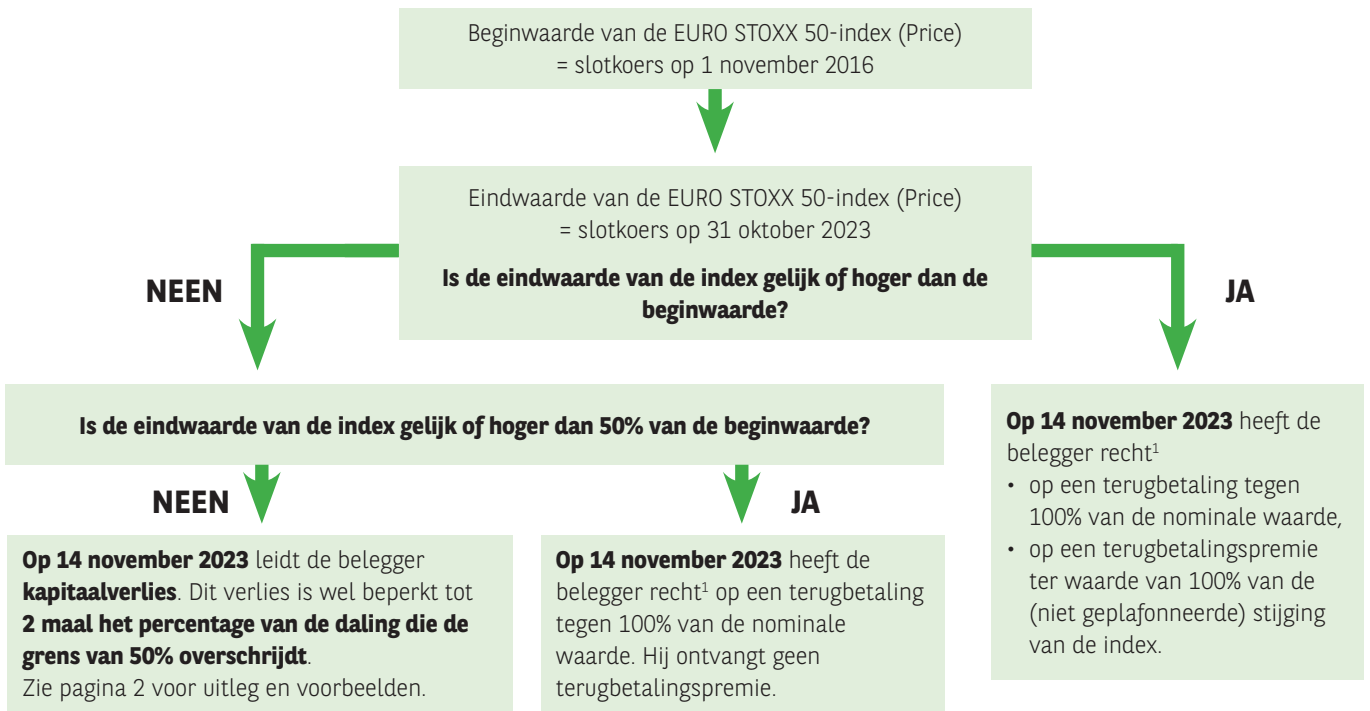 Beginwaarde van de EURO STOXX 50-index (Price)
= slotkoers op 1 november 2016
Eindwaarde van de EURO STOXX 50-index (Price)
= slotkoers op 31 oktober 2023
Is de eindwaarde van de index gelijk of hoger dan de
beginwaarde?
NEEN
JA
Is de eindwaarde van de index gelijk of hoger dan 50% van de beginwaarde?
NEEN
JA
Op 14 november 2023 leidt de belegger
kapitaalverlies. Dit verlies is wel beperkt tot
2 maal het percentage van de daling die de
grens van 50% overschrijdt.
Zie pagina 2 voor uitleg en voorbeelden.
Op 14 november 2023 heeft de
belegger recht¹ op een terugbetaling
tegen 100% van de nominale
waarde. Hij ontvangt geen
terugbetalingspremie.
Op 14 november 2023 heeft de
belegger recht¹
• op een terugbetaling tegen
100% van de nominale waarde,
• op een terugbetalingspremie
ter waarde van 100% van de
(niet geplafonneerde) stijging
van de index.